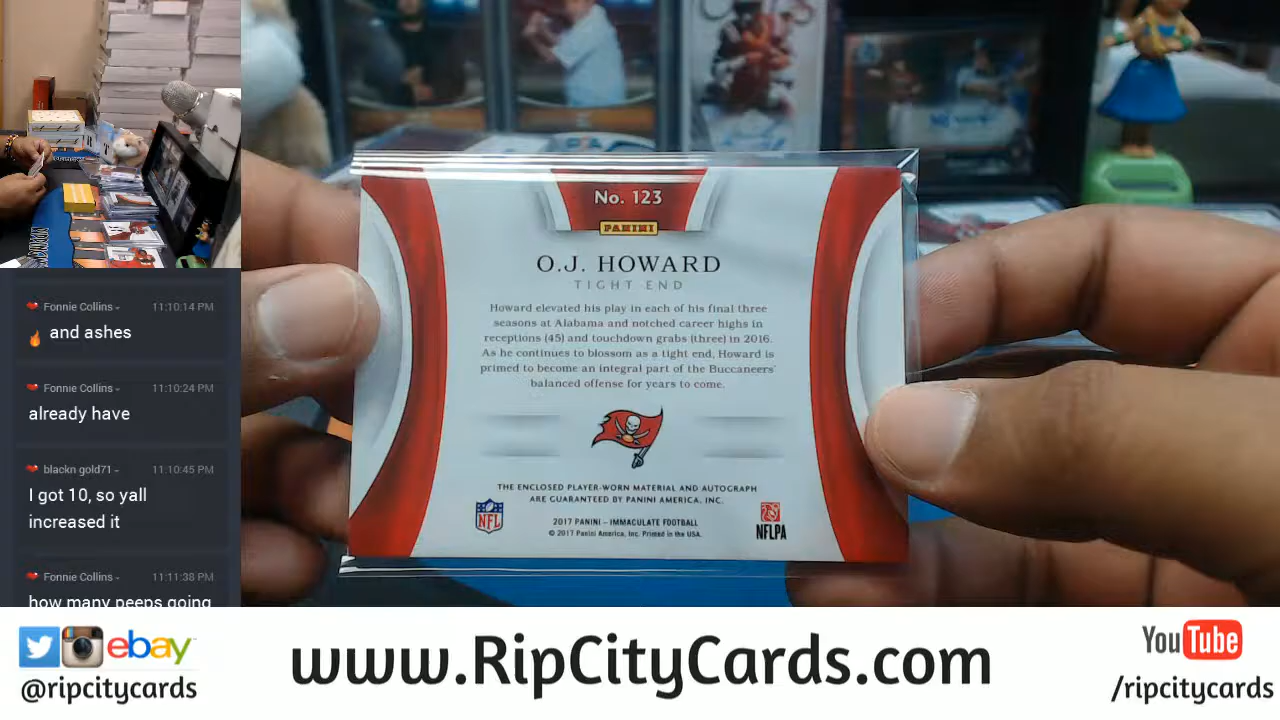 Fonnie Collins
11:10:14 PM
and ashes
Fonnie Collins
11:10:24 PM
already have
blackn gold71
11:10:45 PM
I got 10, so yall
increased it
Fonnie Collins
11:11:38 PM
how many peeps going
No. 123
PANINI
O.J. HOWARD
TIGHT END
Howard elevated his play in each of his final three
seasons at Alabama and notched career highs in
receptions (45) and touchdown grabs (three) in 2016.
As he continues to blossom as a tight end, Howard is
primed to become an integral part of the Buccaneers'
balanced offense for years to come.
THE ENCLOSED PLAYER-WORN MATERIAL AND AUTOGRAPH
ARE GUARANTEED BY PANINI AMERICA, INC.
NFL
2017 PANINI - IMMACULATE FOOTBALL
© 2017 Panini America, Inc. Printed in the USA.
NFLPA
ebay
@ripcitycards
www.RipCityCards.com
YouTube
/ripcitycards